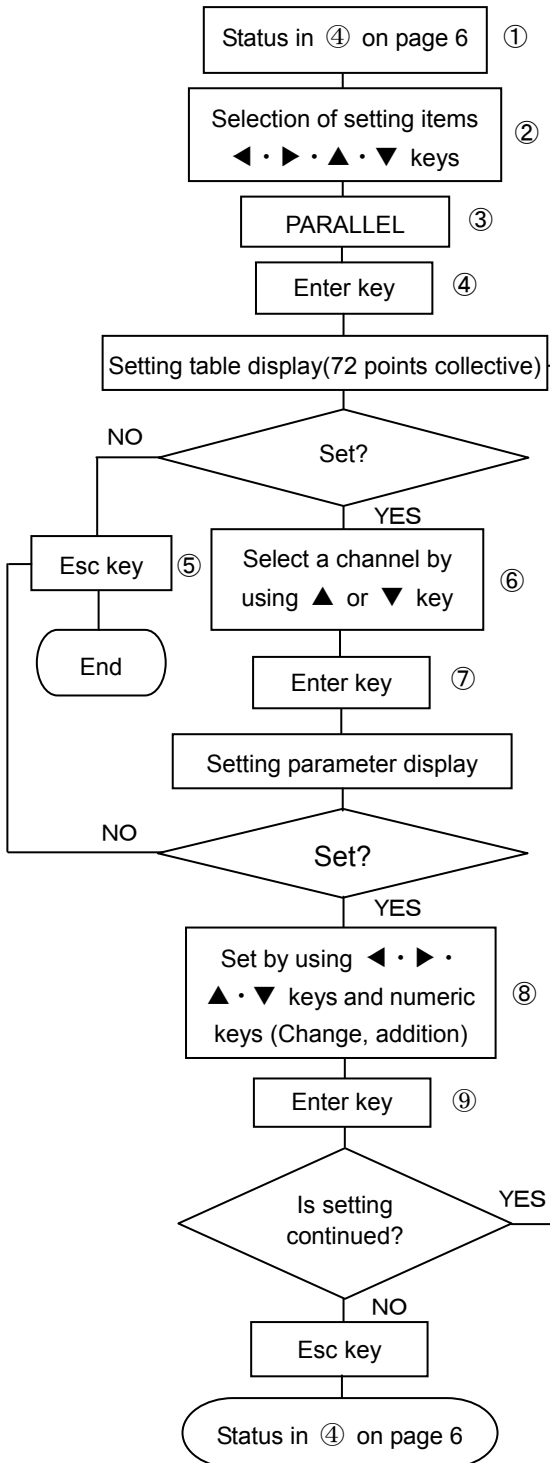 Status in ④ on page 6 ①
Selection of setting items
◀・▶・▲・▼ keys ②
PARALLEL ③
Enter key ④
Setting table display(72 points collective)
NO
Set?
YES
Esc key ⑤
End
Select a channel by
using ▲ or ▼ key ⑥
Enter key ⑦
Setting parameter display
NO
Set?
YES
Set by using ◀・▶・
▲・▼ keys and numeric
keys (Change, addition) ⑧
Enter key ⑨
Is setting
continued?
YES
NO
Esc key
Status in ④ on page 6